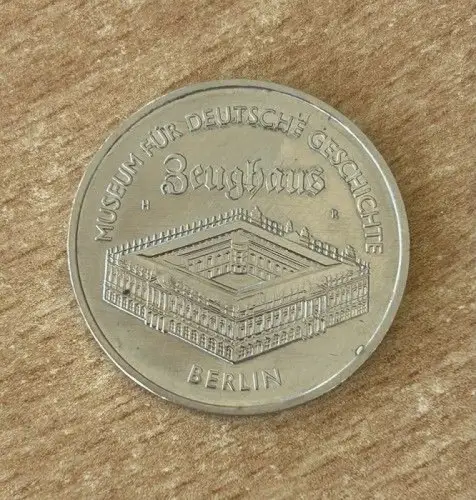 MUSEUM FÜR DEUTSCHE GESCHICHTE
Zeughaus
H R
BERLIN